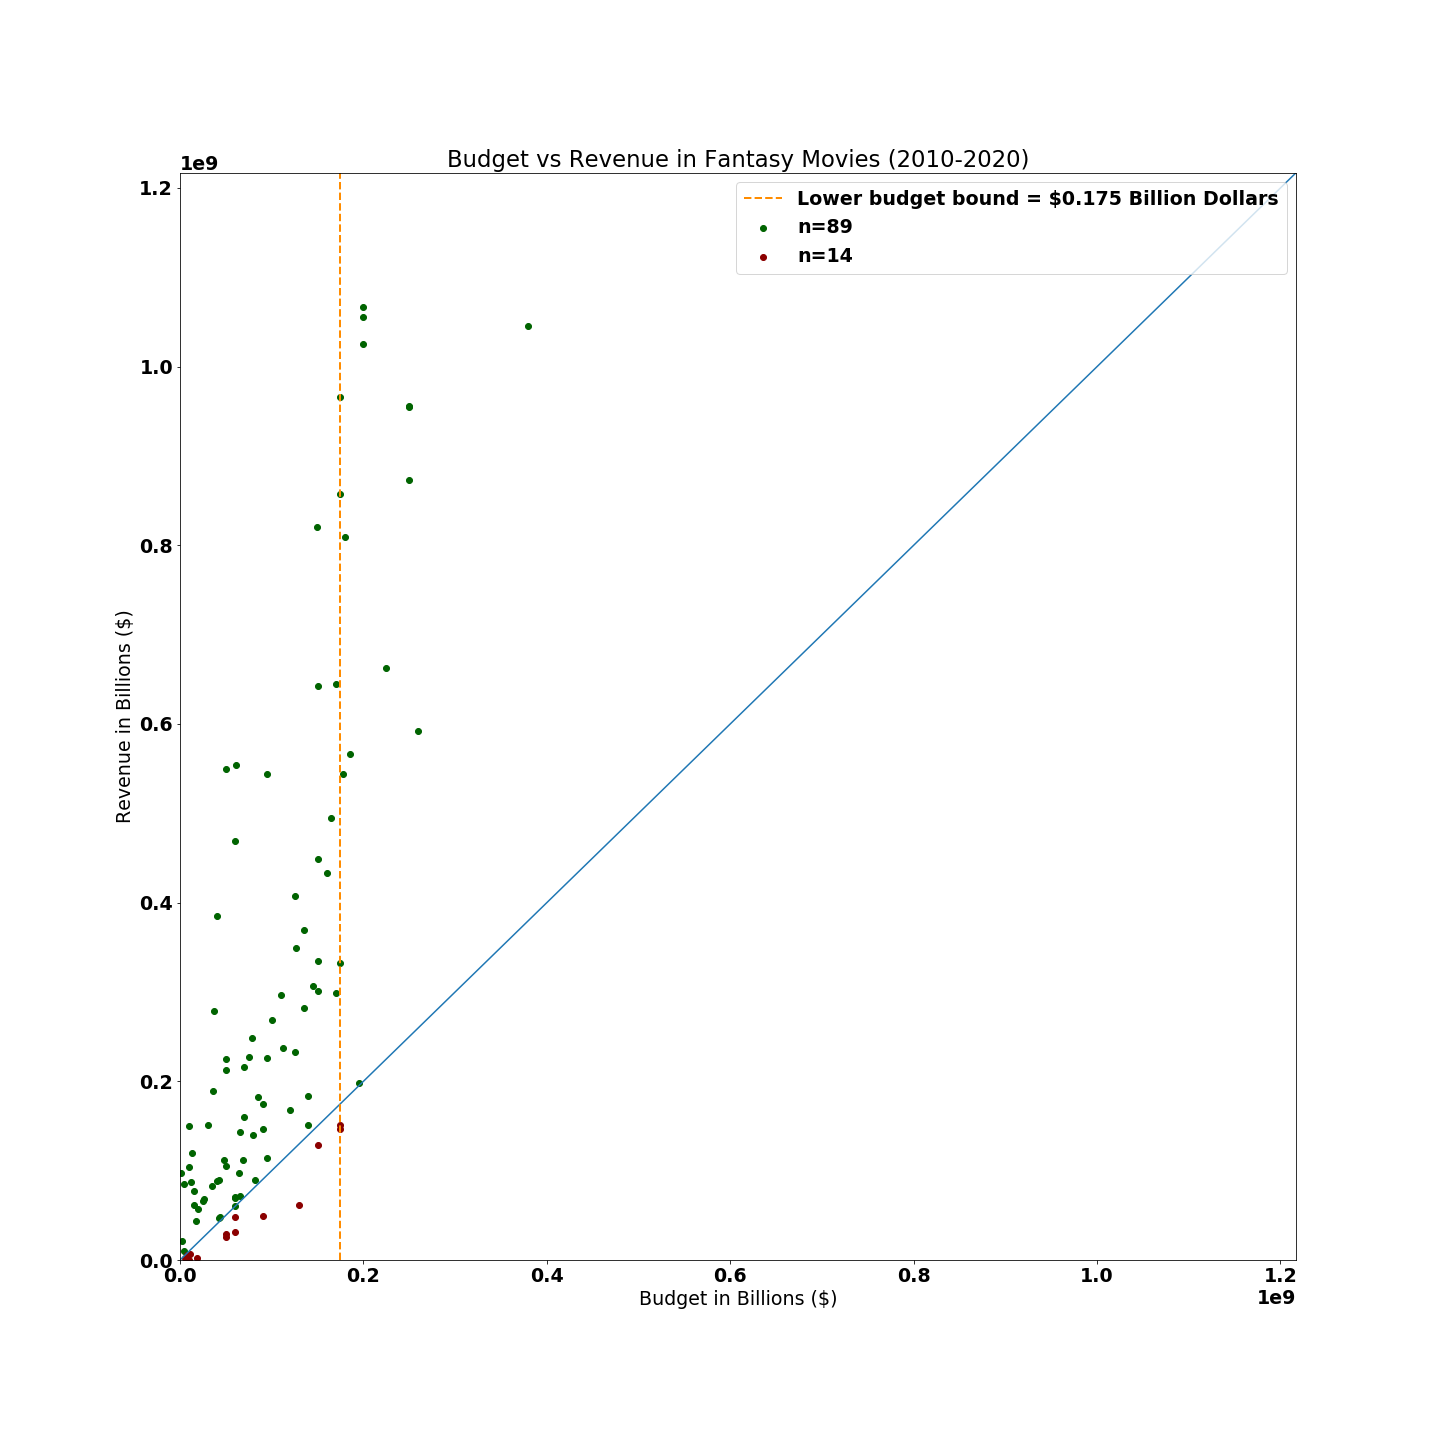 Budget vs Revenue in Fantasy Movies (2010-2020)
1e9
Lower budget bound = $0.175 Billion Dollars
n=89
n=14
1.2
1.0
0.8
0.6
0.4
0.2
0.0
Revenue in Billions ($)
0.0 0.2 0.4 0.6 0.8 1.0 1.2
Budget in Billions ($)
1e9